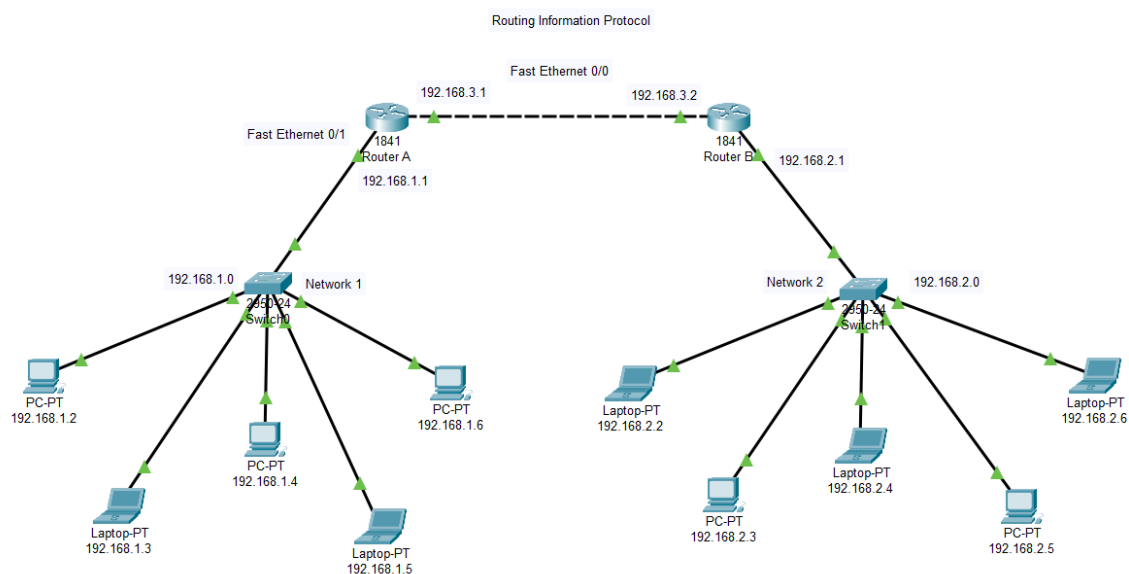 Routing Information Protocol
Fast Ethernet 0/0
192.168.3.1
192.168.3.2
Fast Ethernet 0/1
1841
Router A
1841
Router B
192.168.2.1
192.168.1.1
192.168.1.0
Network 1
2950-24
Switch0
Network 2
192.168.2.0
2950-24
Switch1
PC-PT
192.168.1.2
PC-PT
192.168.1.6
Laptop-PT
192.168.2.2
Laptop-PT
192.168.2.6
PC-PT
192.168.1.4
Laptop-PT
192.168.2.4
Laptop-PT
192.168.1.3
Laptop-PT
192.168.1.5
PC-PT
192.168.2.3
PC-PT
192.168.2.5